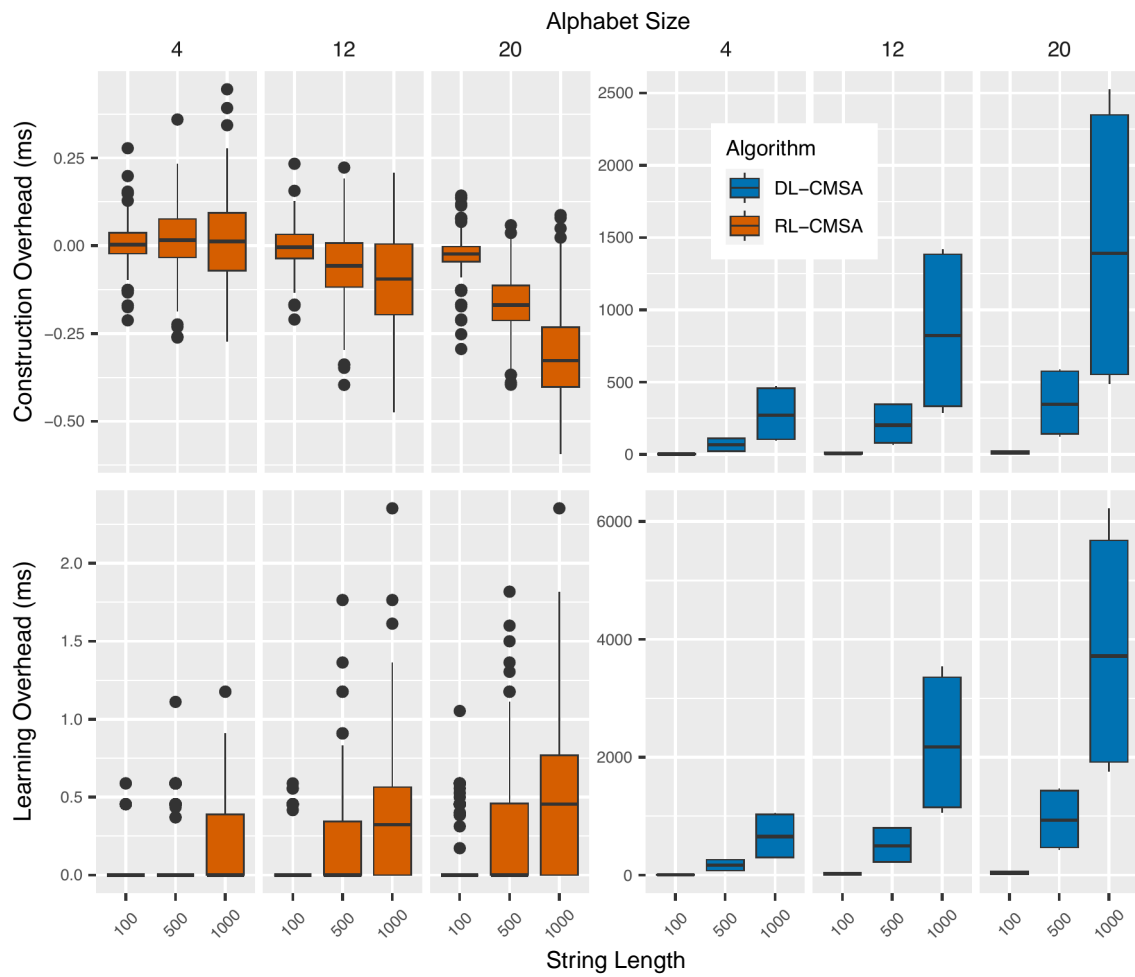 Alphabet Size
4 12 20 4 12 20
Construction Overhead (ms)
0.25
0.00
−0.25
−0.50
2500
2000
1500
1000
500
0
Algorithm
DL−CMSA
RL−CMSA
Learning Overhead (ms)
2.0
1.5
1.0
0.5
0.0
6000
4000
2000
0
100 500 1000 100 500 1000 100 500 1000 100 500 1000 100 500 1000 100 500 1000
String Length